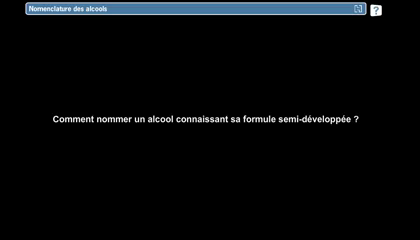 Nomenclature des alcools
?
Comment nommer un alcool connaissant sa formule semi-développée ?